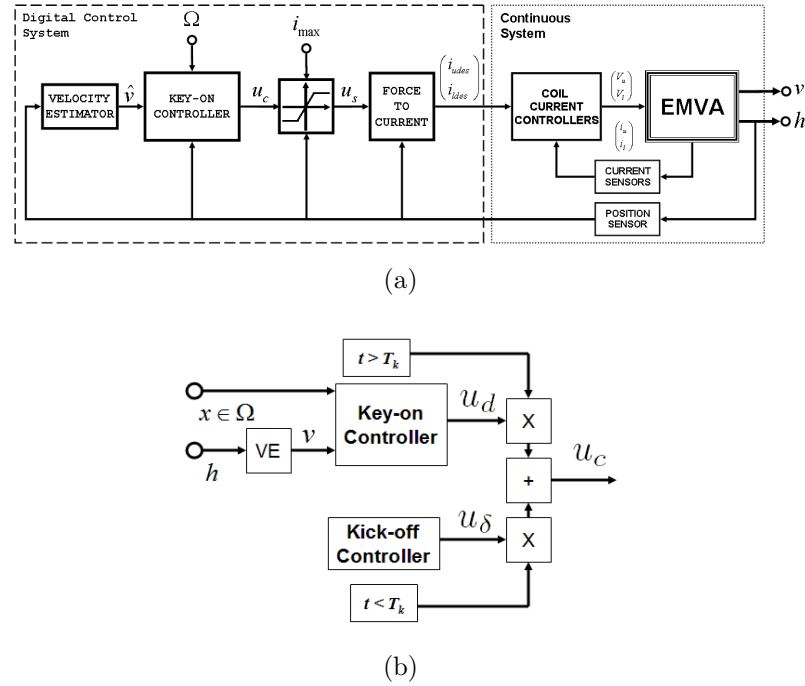 Digital Control
System
Continuous
System
Ω
i_max
VELOCITY
ESTIMATOR
v̂
KEY-ON
CONTROLLER
u_c
u_s
FORCE
TO
CURRENT
i_udes
i_ldes
COIL
CURRENT
CONTROLLERS
V_u
V_l
i_u
i_l
EMVA
v
h
CURRENT
SENSORS
POSITION
SENSOR
(a)
t > T_k
x ∈ Ω
Key-on
Controller
u_d
X
h
VE
v
+
u_c
Kick-off
Controller
u_δ
X
t < T_k
(b)